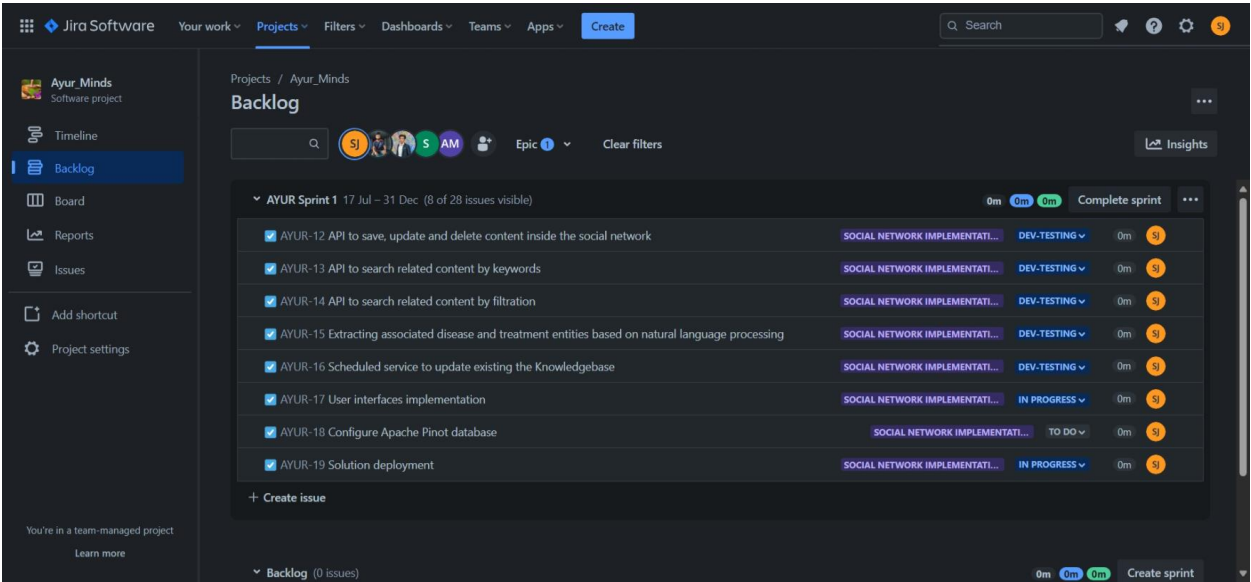 Jira Software Your work Projects Filters Dashboards Teams Apps Create Search SJ
Ayur_Minds
Software project
Timeline
Backlog
Board
Reports
Issues
Add shortcut
Project settings
You're in a team-managed project
Learn more
Projects / Ayur_Minds
Backlog
SJ S AM Epic 1 Clear filters Insights
AYUR Sprint 1 17 Jul – 31 Dec (8 of 28 issues visible) 0m 0m 0m Complete sprint
AYUR-12 API to save, update and delete content inside the social network SOCIAL NETWORK IMPLEMENTATI... DEV-TESTING 0m SJ
AYUR-13 API to search related content by keywords SOCIAL NETWORK IMPLEMENTATI... DEV-TESTING 0m SJ
AYUR-14 API to search related content by filtration SOCIAL NETWORK IMPLEMENTATI... DEV-TESTING 0m SJ
AYUR-15 Extracting associated disease and treatment entities based on natural language processing SOCIAL NETWORK IMPLEMENTATI... DEV-TESTING 0m SJ
AYUR-16 Scheduled service to update existing the Knowledgebase SOCIAL NETWORK IMPLEMENTATI... DEV-TESTING 0m SJ
AYUR-17 User interfaces implementation SOCIAL NETWORK IMPLEMENTATI... IN PROGRESS 0m SJ
AYUR-18 Configure Apache Pinot database SOCIAL NETWORK IMPLEMENTATI... TO DO 0m SJ
AYUR-19 Solution deployment SOCIAL NETWORK IMPLEMENTATI... IN PROGRESS 0m SJ
+ Create issue
Backlog (0 issues) 0m 0m 0m Create sprint